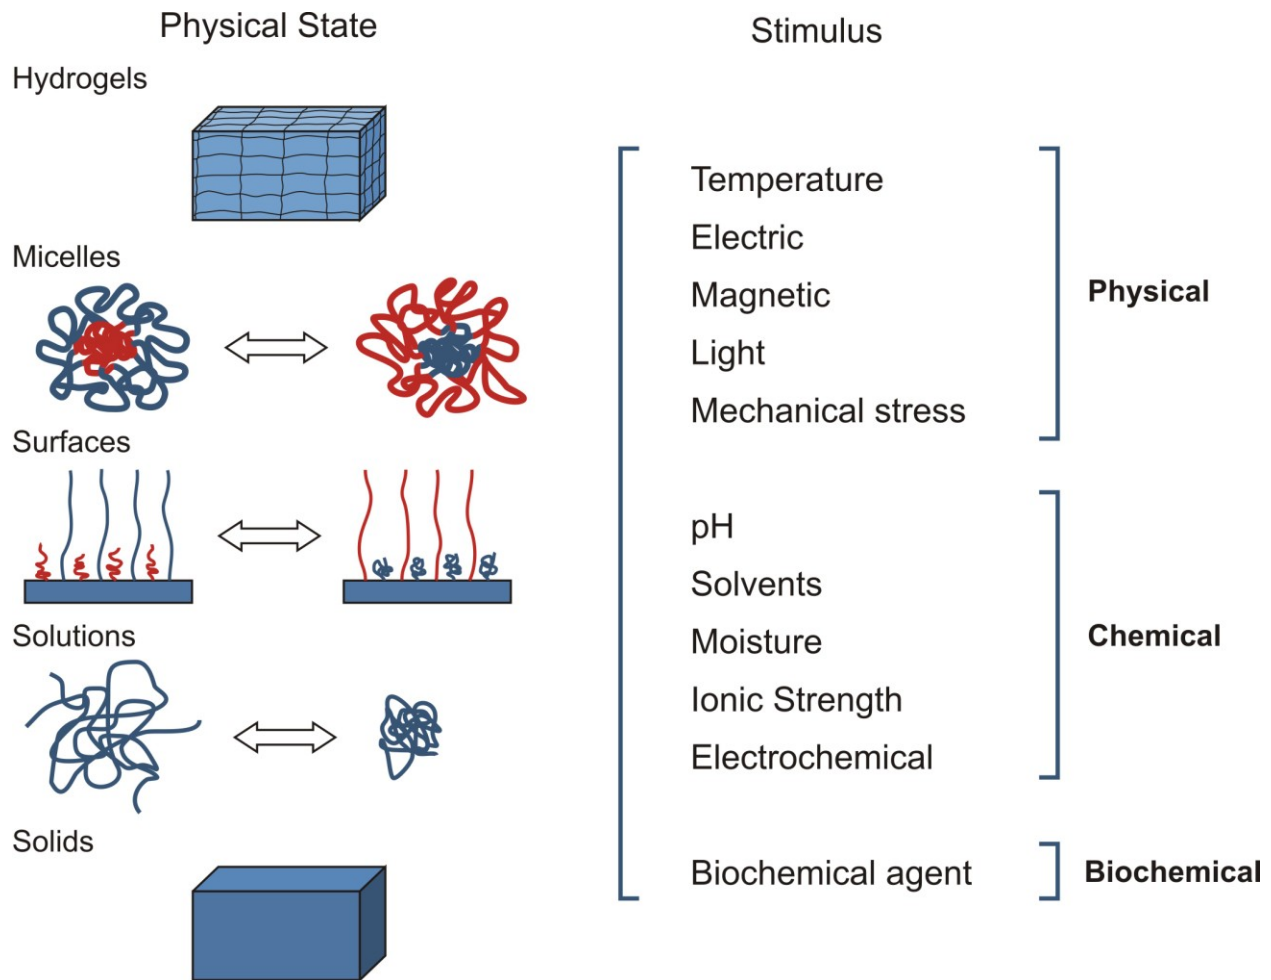 Physical State
Stimulus
Hydrogels
Micelles
Surfaces
Solutions
Solids
Temperature
Electric
Magnetic
Light
Mechanical stress
Physical
pH
Solvents
Moisture
Ionic Strength
Electrochemical
Chemical
Biochemical agent
Biochemical